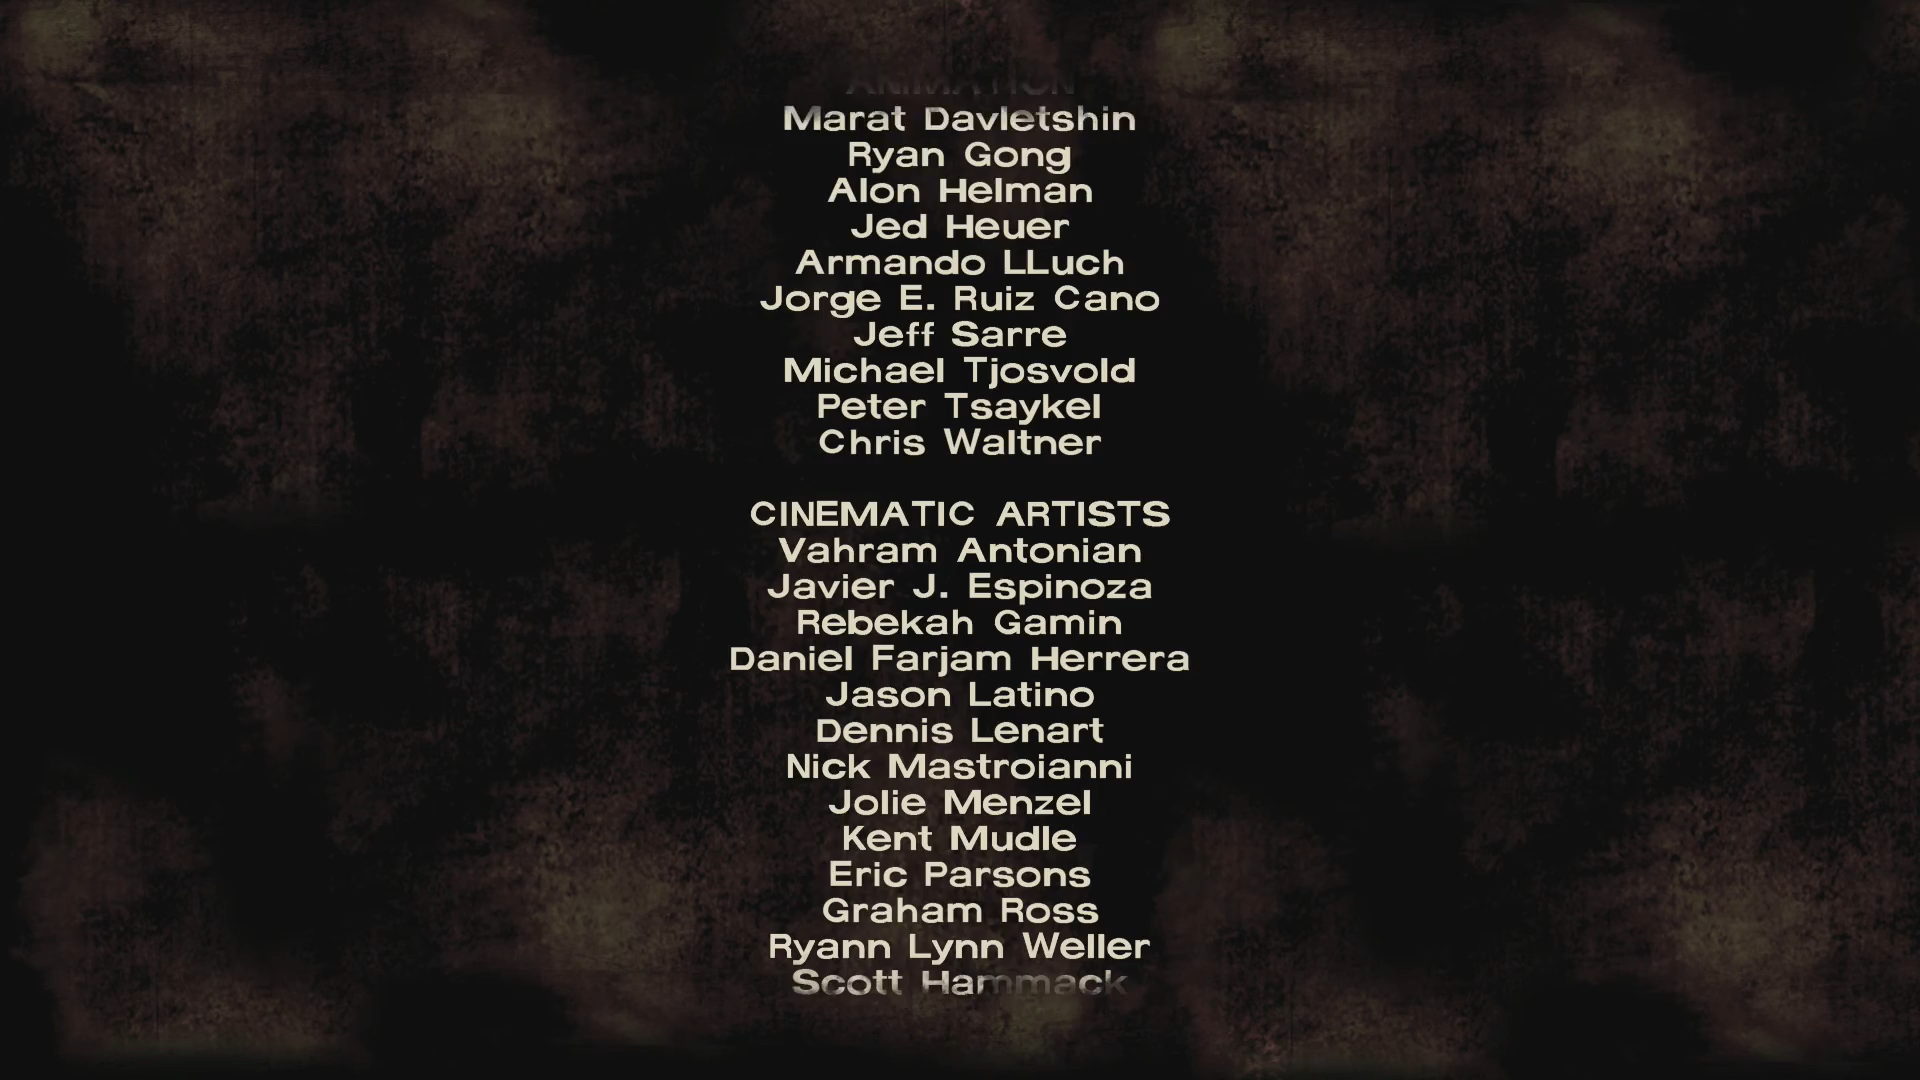 ANIMATION
Marat Davletshin
Ryan Gong
Alon Helman
Jed Heuer
Armando LLuch
Jorge E. Ruiz Cano
Jeff Sarre
Michael Tjosvold
Peter Tsaykel
Chris Waltner
CINEMATIC ARTISTS
Vahram Antonian
Javier J. Espinoza
Rebekah Gamin
Daniel Farjam Herrera
Jason Latino
Dennis Lenart
Nick Mastroianni
Jolie Menzel
Kent Mudle
Eric Parsons
Graham Ross
Ryann Lynn Weller
Scott Hammack